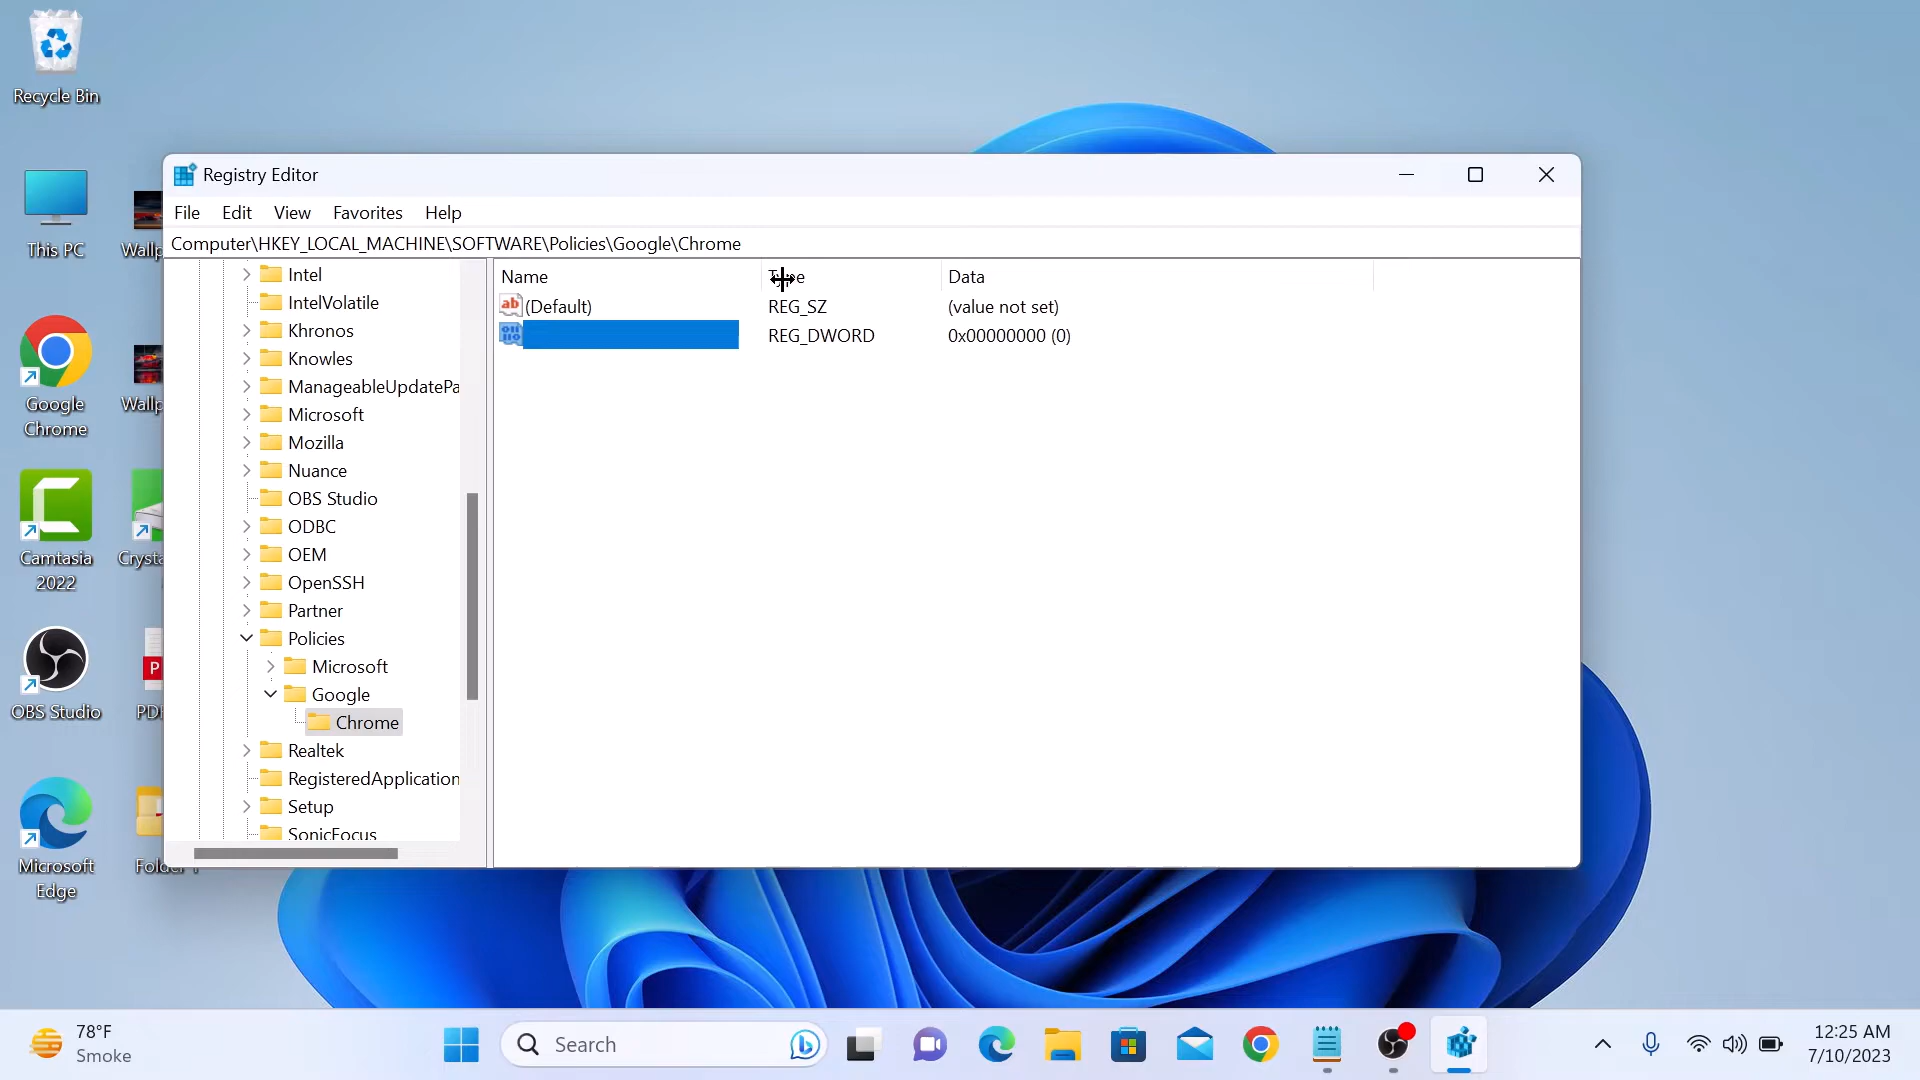 Recycle Bin
This PC
Google
Chrome
Camtasia
2022
OBS Studio
Microsoft
Edge
Registry Editor
File Edit View Favorites Help
Computer\HKEY_LOCAL_MACHINE\SOFTWARE\Policies\Google\Chrome
Intel
IntelVolatile
Khronos
Knowles
ManageableUpdatePa
Microsoft
Mozilla
Nuance
OBS Studio
ODBC
OEM
OpenSSH
Partner
Policies
Microsoft
Google
Chrome
Realtek
RegisteredApplication
Setup
SonicFocus
Name Type Data
ab (Default) REG_SZ (value not set)
REG_DWORD 0x00000000 (0)
78°F
Smoke
Search
12:25 AM
7/10/2023